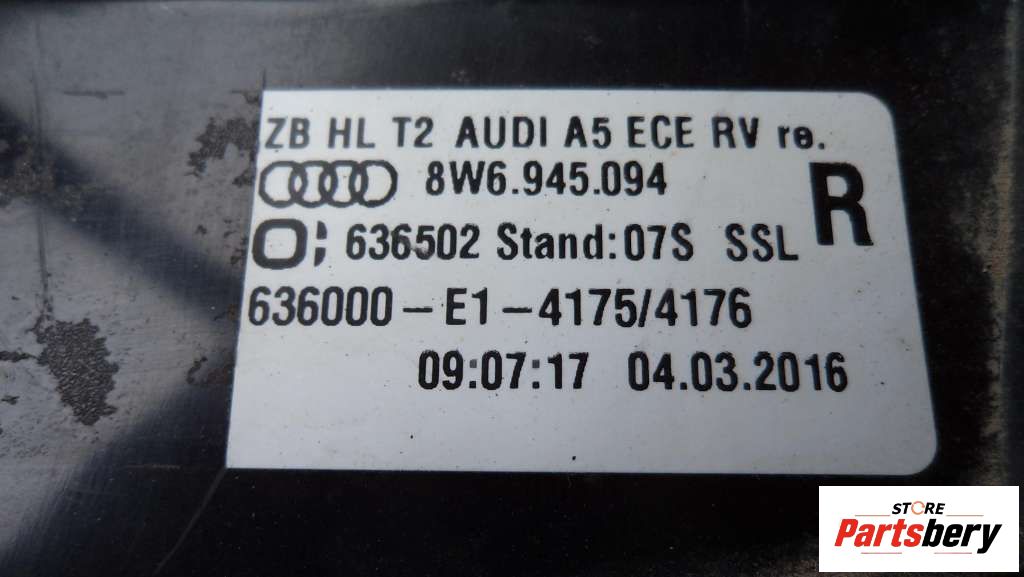 ZB HL T2 AUDI A5 ECE RV re.
8W6.945.094
R
636502 Stand:07S SSL
636000-E1-4175/4176
09:07:17 04.03.2016
STORE
Partsbery